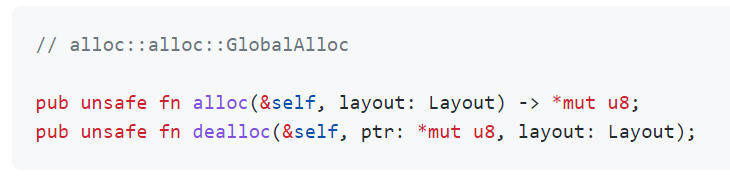 // alloc::alloc::GlobalAlloc
pub unsafe fn alloc(&self, layout: Layout) -> *mut u8;
pub unsafe fn dealloc(&self, ptr: *mut u8, layout: Layout);